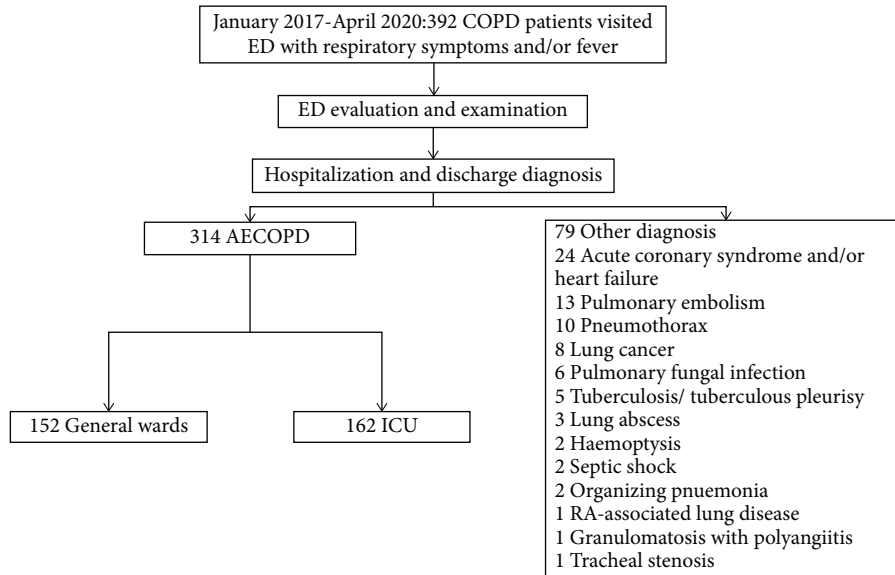 January 2017-April 2020:392 COPD patients visited
ED with respiratory symptoms and/or fever
ED evaluation and examination
Hospitalization and discharge diagnosis
314 AECOPD
152 General wards
162 ICU
79 Other diagnosis
24 Acute coronary syndrome and/or
heart failure
13 Pulmonary embolism
10 Pneumothorax
8 Lung cancer
6 Pulmonary fungal infection
5 Tuberculosis/ tuberculous pleurisy
3 Lung abscess
2 Haemoptysis
2 Septic shock
2 Organizing pnuemonia
1 RA-associated lung disease
1 Granulomatosis with polyangiitis
1 Tracheal stenosis